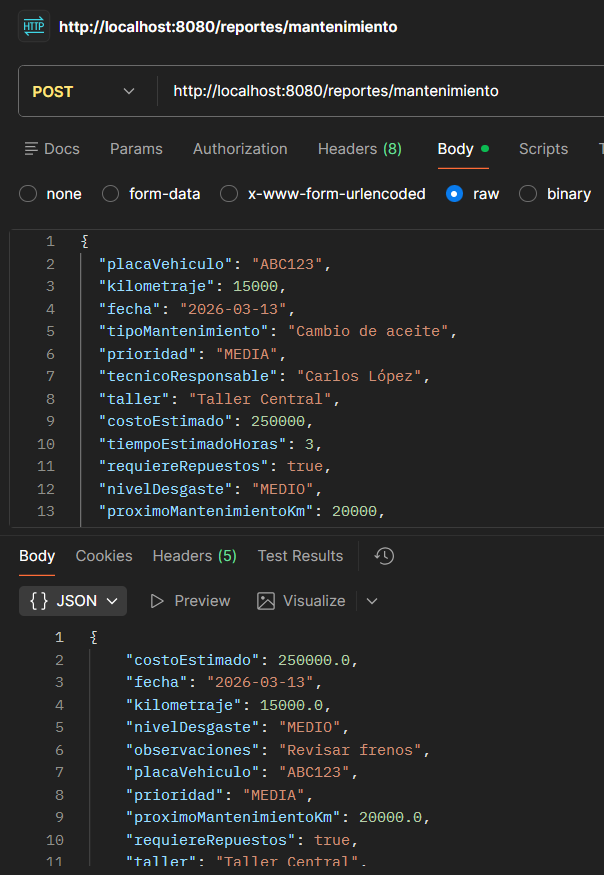 HTTP http://localhost:8080/reportes/mantenimiento
POST http://localhost:8080/reportes/mantenimiento
Docs Params Authorization Headers (8) Body Scripts T
none form-data x-www-form-urlencoded raw binary
1 {
2 "placaVehiculo": "ABC123",
3 "kilometraje": 15000,
4 "fecha": "2026-03-13",
5 "tipoMantenimiento": "Cambio de aceite",
6 "prioridad": "MEDIA",
7 "tecnicoResponsable": "Carlos López",
8 "taller": "Taller Central",
9 "costoEstimado": 250000,
10 "tiempoEstimadoHoras": 3,
11 "requiereRepuestos": true,
12 "nivelDesgaste": "MEDIO",
13 "proximoMantenimientoKm": 20000,
Body Cookies Headers (5) Test Results
{} JSON Preview Visualize
1 {
2 "costoEstimado": 250000.0,
3 "fecha": "2026-03-13",
4 "kilometraje": 15000.0,
5 "nivelDesgaste": "MEDIO",
6 "observaciones": "Revisar frenos",
7 "placaVehiculo": "ABC123",
8 "prioridad": "MEDIA",
9 "proximoMantenimientoKm": 20000.0,
10 "requiereRepuestos": true,
11 "taller": "Taller Central",